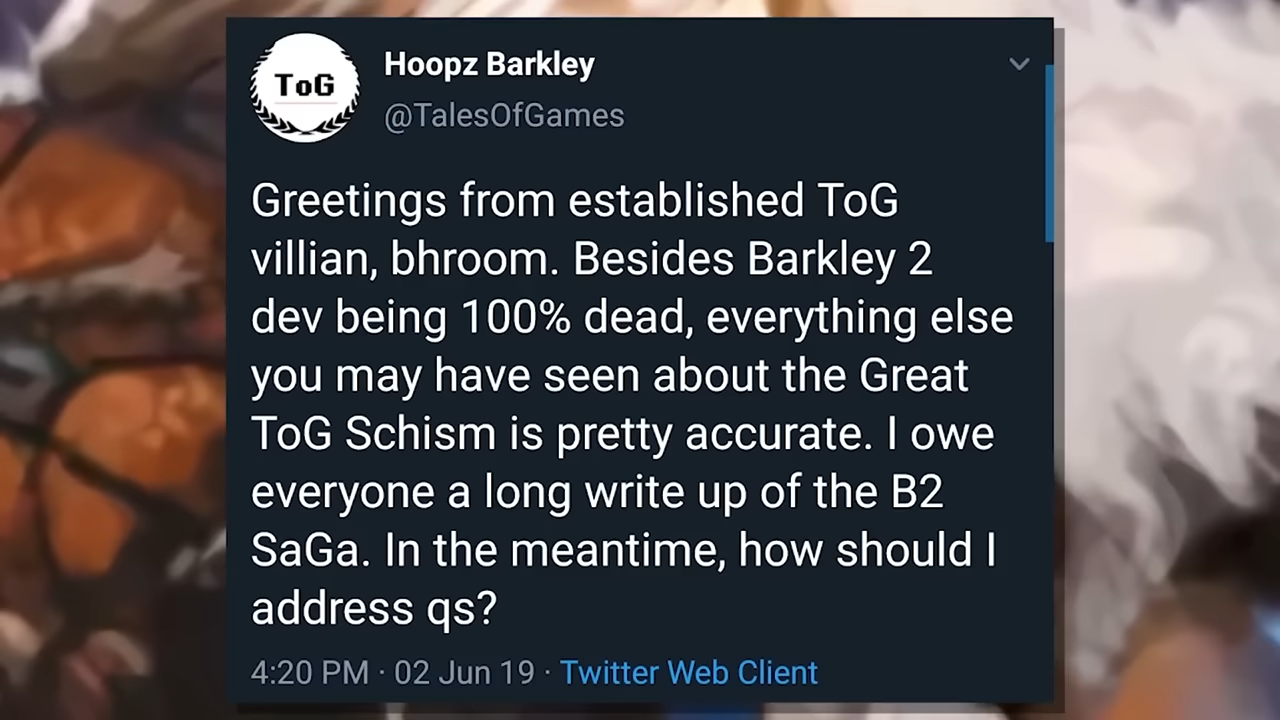 ToG
Hoopz Barkley
@TalesOfGames
Greetings from established ToG
villian, bhroom. Besides Barkley 2
dev being 100% dead, everything else
you may have seen about the Great
ToG Schism is pretty accurate. I owe
everyone a long write up of the B2
SaGa. In the meantime, how should I
address qs?
4:20 PM · 02 Jun 19 · Twitter Web Client